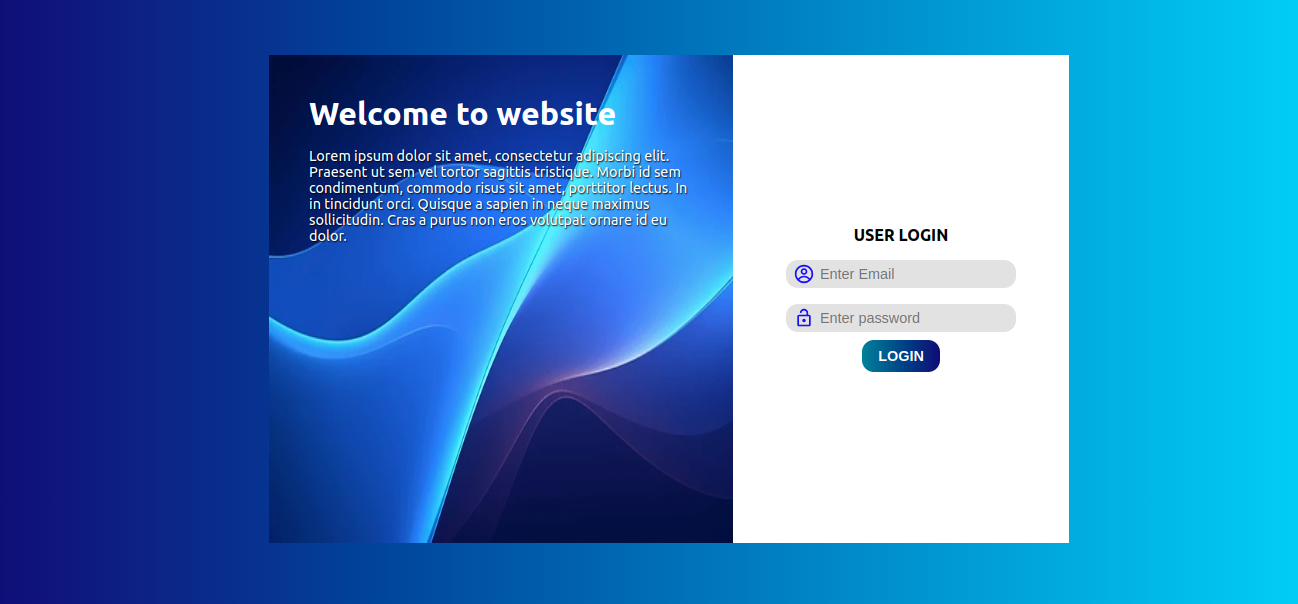 Welcome to website
Lorem ipsum dolor sit amet, consectetur adipiscing elit.
Praesent ut sem vel tortor sagittis tristique. Morbi id sem
condimentum, commodo risus sit amet, porttitor lectus. In
in tincidunt orci. Quisque a sapien in neque maximus
sollicitudin. Cras a purus non eros volutpat ornare id eu
dolor.
USER LOGIN
Enter Email
Enter password
LOGIN